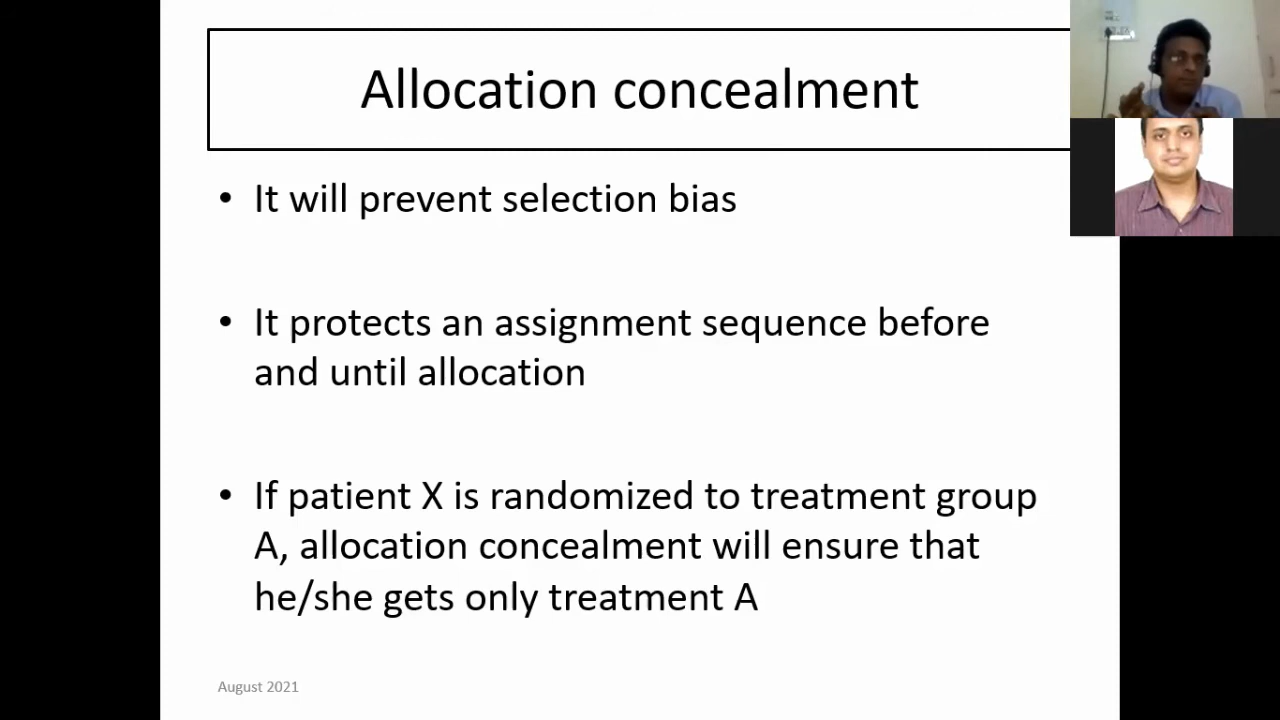 Allocation concealment
• It will prevent selection bias
• It protects an assignment sequence before
and until allocation
• If patient X is randomized to treatment group
A, allocation concealment will ensure that
he/she gets only treatment A
August 2021